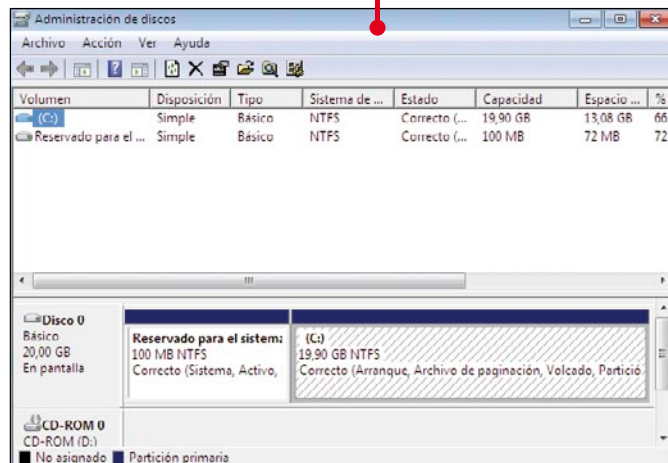 Administración de discos
Archivo Acción Ver Ayuda
Volumen Disposición Tipo Sistema de ... Estado Capacidad Espacio ... %
(C:) Simple Básico NTFS Correcto (... 19,90 GB 13,08 GB 66
Reservado para el ... Simple Básico NTFS Correcto (... 100 MB 72 MB 72
Disco 0
Básico
20,00 GB
En pantalla
Reservado para el sistema
100 MB NTFS
Correcto (Sistema, Activo,
(C:)
19,90 GB NTFS
Correcto (Arranque, Archivo de paginación, Volcado, Partició
CD-ROM 0
CD-ROM (D:)
No asignado Partición primaria